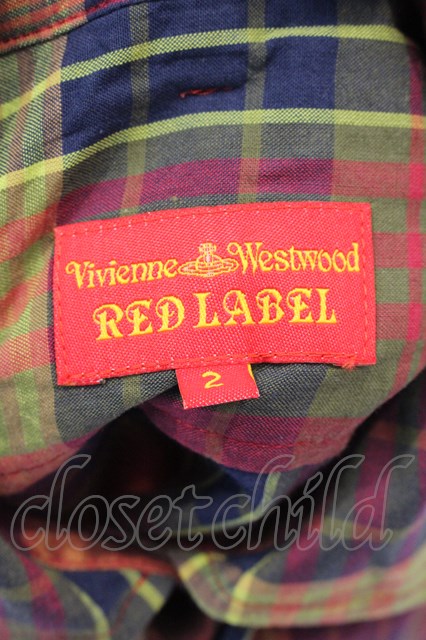 Vivienne Westwood
RED LABEL
2
closetchild